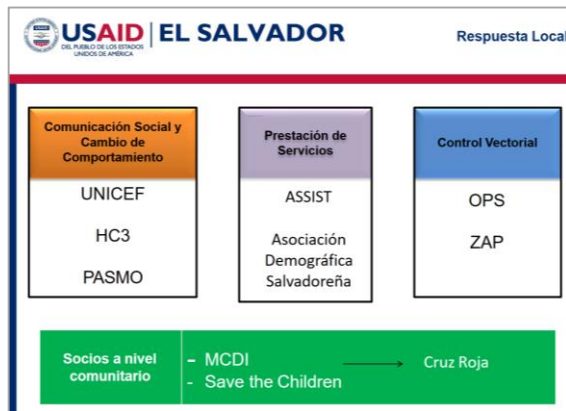 USAID EL SALVADOR
DEL PUEBLO DE LOS ESTADOS
UNIDOS DE AMÉRICA
Respuesta Local
Comunicación Social y
Cambio de
Comportamiento
UNICEF
HC3
PASMO
Prestación de
Servicios
ASSIST
Asociación
Demográfica
Salvadoreña
Control Vectorial
OPS
ZAP
Socios a nivel
comunitario
- MCDI
- Save the Children
Cruz Roja